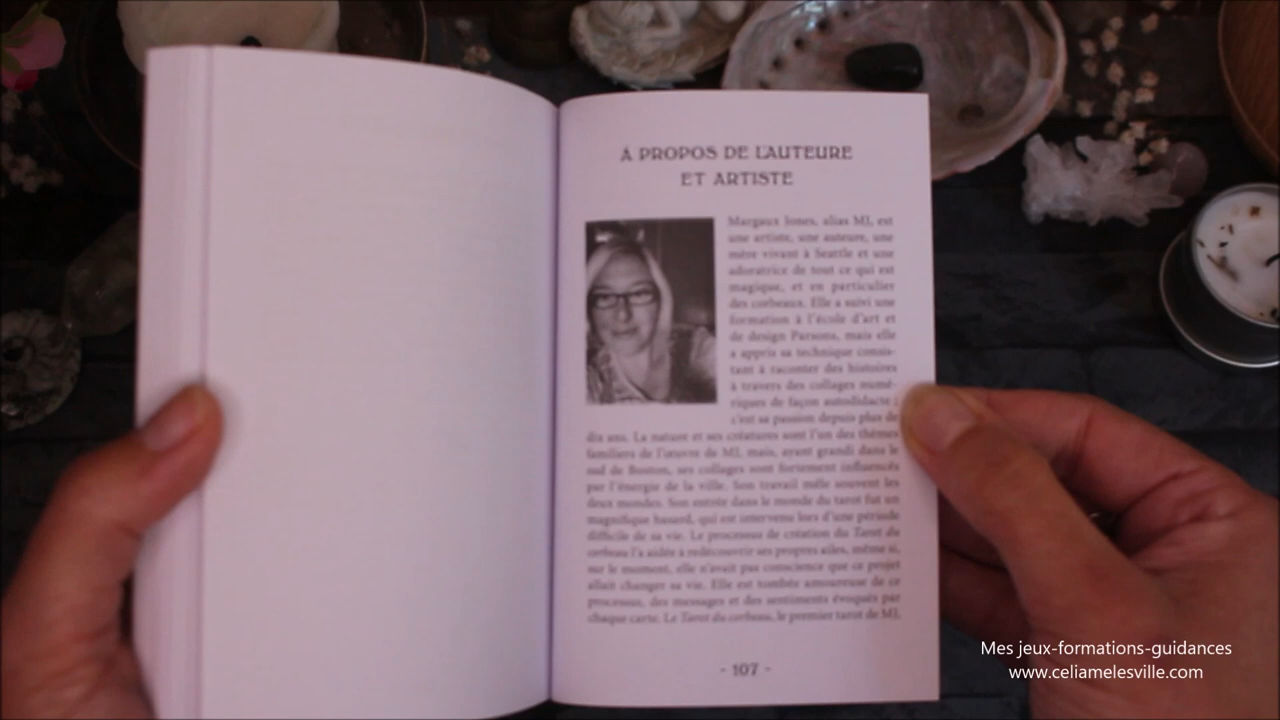 À PROPOS DE L'AUTEURE
ET ARTISTE
Margaux Jones, alias MJ, est
une artiste, une auteure, une
mère vivant à Seattle et une
adoratrice de tout ce qui est
magique, et en particulier
des corbeaux. Elle a suivi une
formation à l'école d'art et
de design Parsons, mais elle
a appris sa technique consis-
tant à raconter des histoires
à travers des collages numé-
riques de façon autodidacte ;
c'est sa passion depuis plus de
dix ans. La nature et ses créatures sont l'un des thèmes
familiers de l'œuvre de MJ, mais, ayant grandi dans le
sud de Boston, ses collages sont fortement influencés
par l'énergie de la ville. Son travail mêle souvent les
deux mondes. Son entrée dans le monde du tarot fut un
magnifique hasard, qui est intervenu lors d'une période
difficile de sa vie. Le processus de création du Tarot du
corbeau l'a aidée à redécouvrir ses propres ailes, même si,
sur le moment, elle n'avait pas conscience que ce projet
allait changer sa vie. Elle est tombée amoureuse de ce
processus, des messages et des sentiments évoqués par
chaque carte. Le Tarot du corbeau, le premier tarot de MJ,
- 107 -
Mes jeux-formations-guidances
www.celiamelesville.com